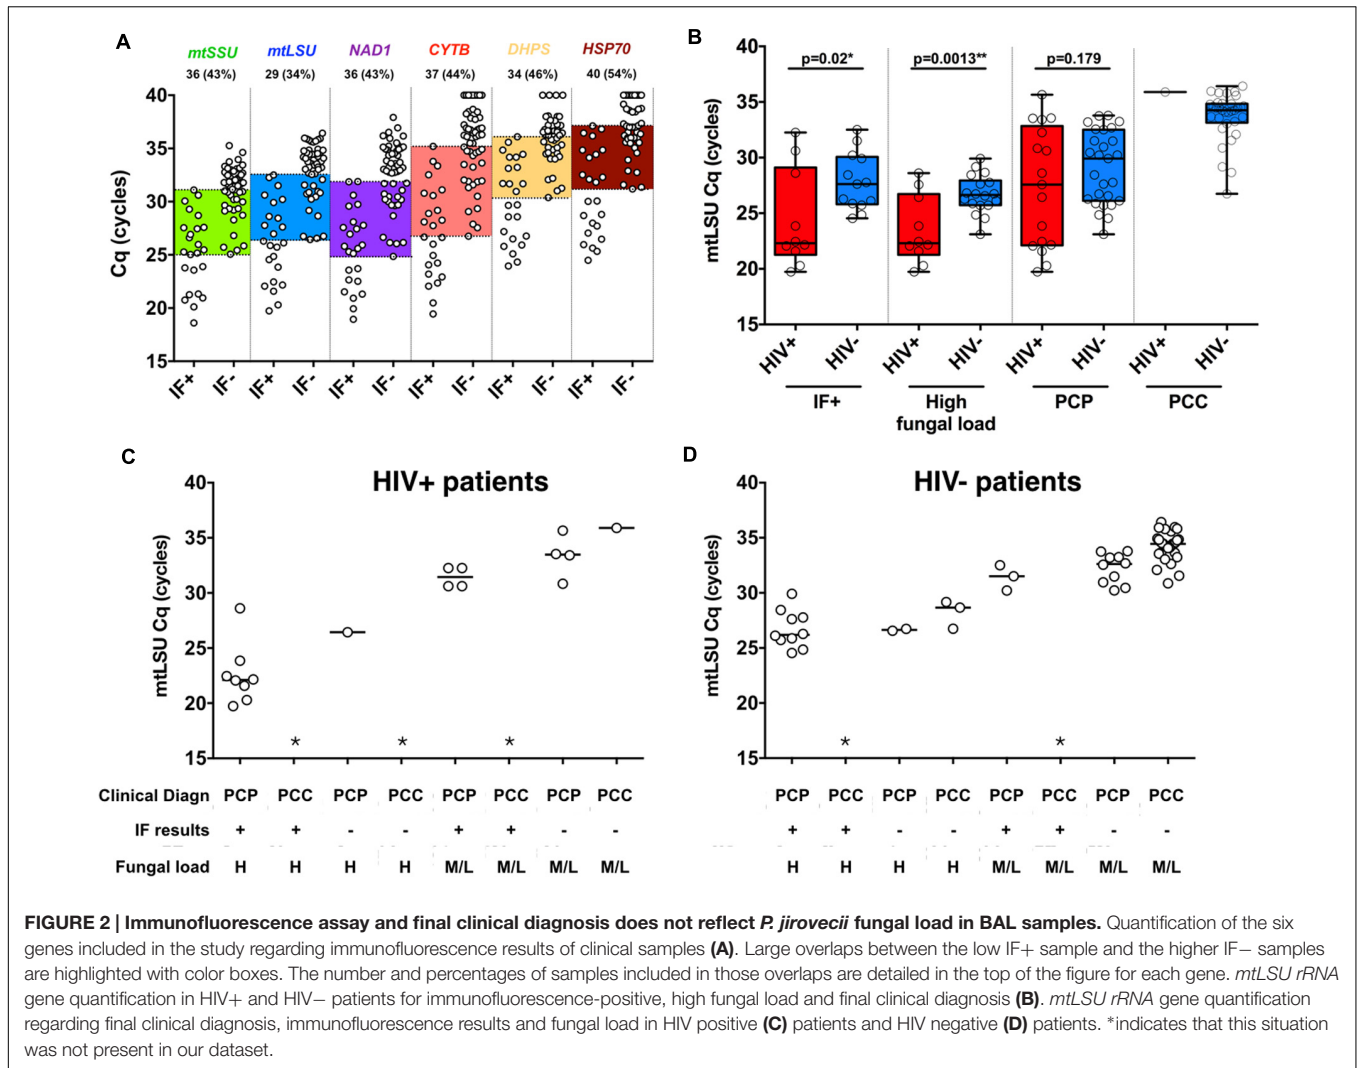 A
mtSSU mtLSU NAD1 CYTB DHPS HSP70
36 (43%) 29 (34%) 36 (43%) 37 (44%) 34 (46%) 40 (54%)
Cq (cycles)
40
35
30
25
20
15
IF+ IF- IF+ IF- IF+ IF- IF+ IF- IF+ IF- IF+ IF-
B
p=0.02* p=0.0013** p=0.179
mtLSU Cq (cycles)
40
35
30
25
20
15
HIV+ HIV- HIV+ HIV- HIV+ HIV- HIV+ HIV-
IF+ High fungal load PCP PCC
C
HIV+ patients
mtLSU Cq (cycles)
40
35
30
25
20
15
* * *
Clinical Diagn PCP PCC PCP PCC PCP PCC PCP PCC
IF results + + - - + + - -
Fungal load H H H H M/L M/L M/L M/L
D
HIV- patients
mtLSU Cq (cycles)
40
35
30
25
20
15
* *
PCP PCC PCP PCC PCP PCC PCP PCC
+ + - - + + - -
H H H H M/L M/L M/L M/L
FIGURE 2 | Immunofluorescence assay and final clinical diagnosis does not reflect P. jirovecii fungal load in BAL samples. Quantification of the six
genes included in the study regarding immunofluorescence results of clinical samples (A). Large overlaps between the low IF+ sample and the higher IF− samples
are highlighted with color boxes. The number and percentages of samples included in those overlaps are detailed in the top of the figure for each gene. mtLSU rRNA
gene quantification in HIV+ and HIV− patients for immunofluorescence-positive, high fungal load and final clinical diagnosis (B). mtLSU rRNA gene quantification
regarding final clinical diagnosis, immunofluorescence results and fungal load in HIV positive (C) patients and HIV negative (D) patients. *indicates that this situation
was not present in our dataset.